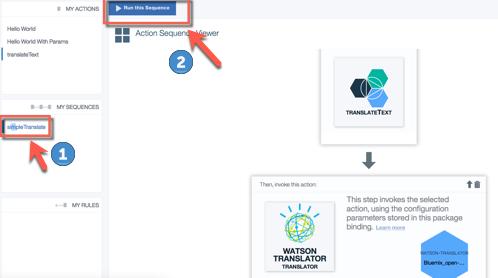 MY ACTIONS
Hello World
Hello World With Params
translateText
MY SEQUENCES
simpleTranslate
MY RULES
Run this Sequence
Action Sequence Viewer
1
2
TRANSLATETEXT
Then, invoke this action:
WATSON
TRANSLATOR
TRANSLATOR
This step invokes the selected
action, using the configuration
parameters stored in this package
binding. Learn more
WATSON-TRANSLATOR
Bluemix_open-...